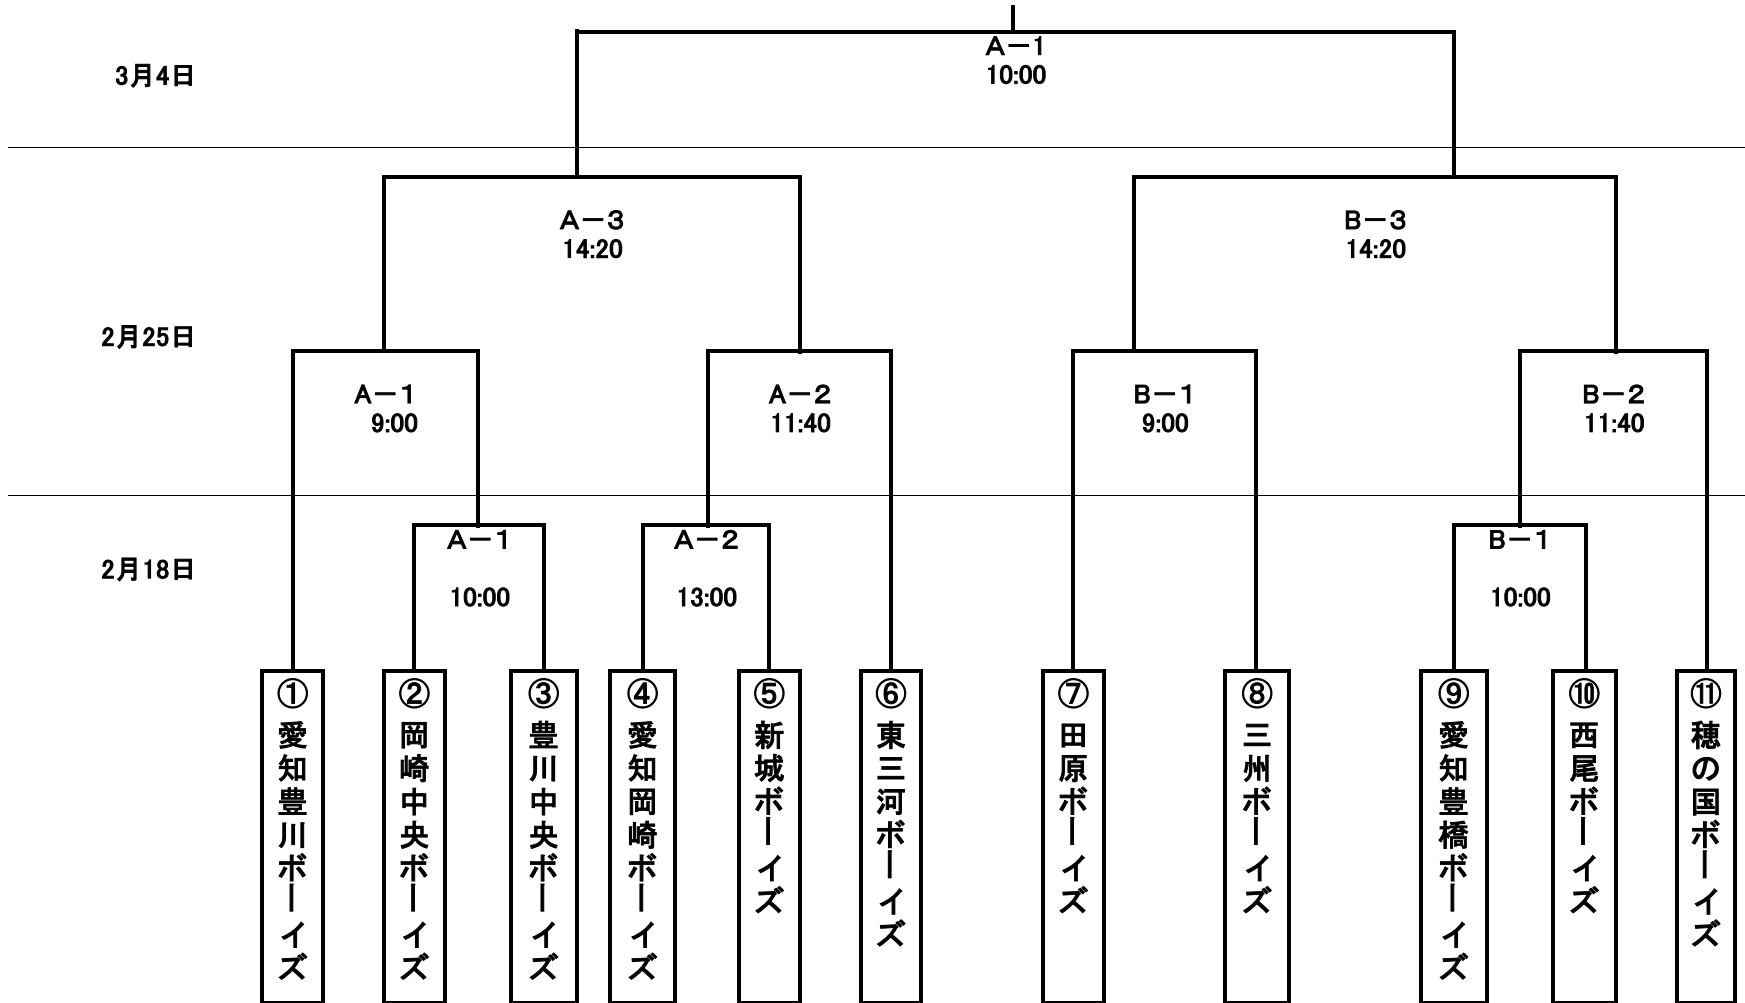 A-1
10:00
3月4日
A-3
14:20
B-3
14:20
2月25日
A-1
9:00
A-2
11:40
B-1
9:00
B-2
11:40
A-1
10:00
A-2
13:00
B-1
10:00
2月18日
①愛知豊川ボーイズ
②岡崎中央ボーイズ
③豊川中央ボーイズ
④愛知岡崎ボーイズ
⑤新城ボーイズ
⑥東三河ボーイズ
⑦田原ボーイズ
⑧三州ボーイズ
⑨愛知豊橋ボーイズ
⑩西尾ボーイズ
⑪穂の国ボーイズ